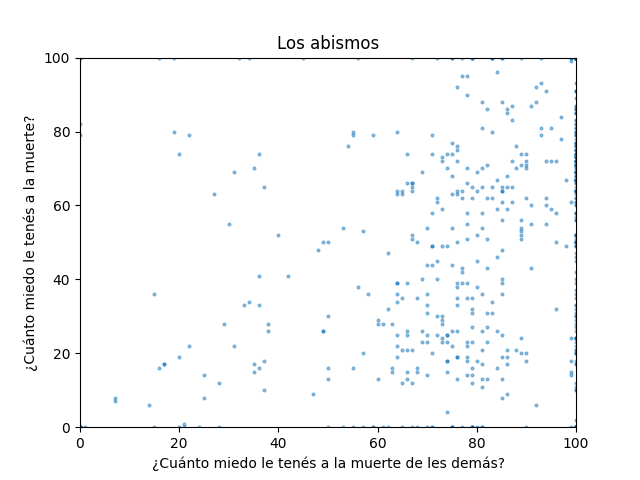 Los abismos
100
80
60
40
20
0
¿Cuánto miedo le tenés a la muerte?
0 20 40 60 80 100
¿Cuánto miedo le tenés a la muerte de les demás?